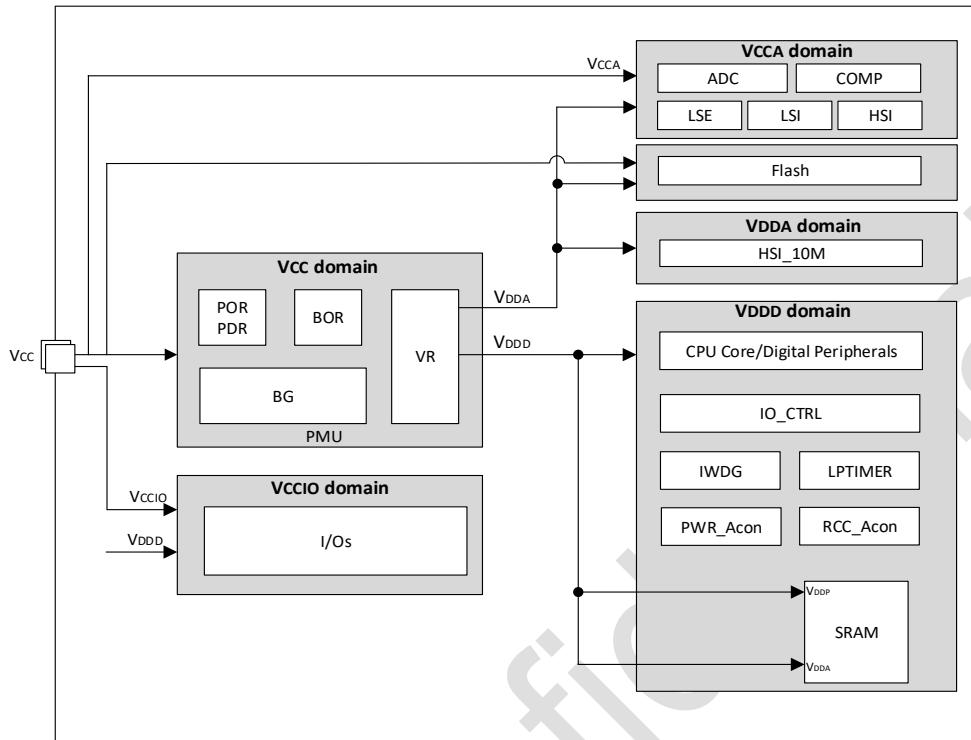 VCCA domain
VCCA
ADC
COMP
LSE
LSI
HSI
Flash
VDDA domain
HSI_10M
VCC domain
POR
PDR
BOR
VR
BG
PMU
VDDA
VDDD
VCC
VDDD domain
CPU Core/Digital Peripherals
IO_CTRL
IWDG
LPTIMER
PWR_Acon
RCC_Acon
VDDP
SRAM
VDDA
VCCIO domain
VCCIO
VDDD
I/Os